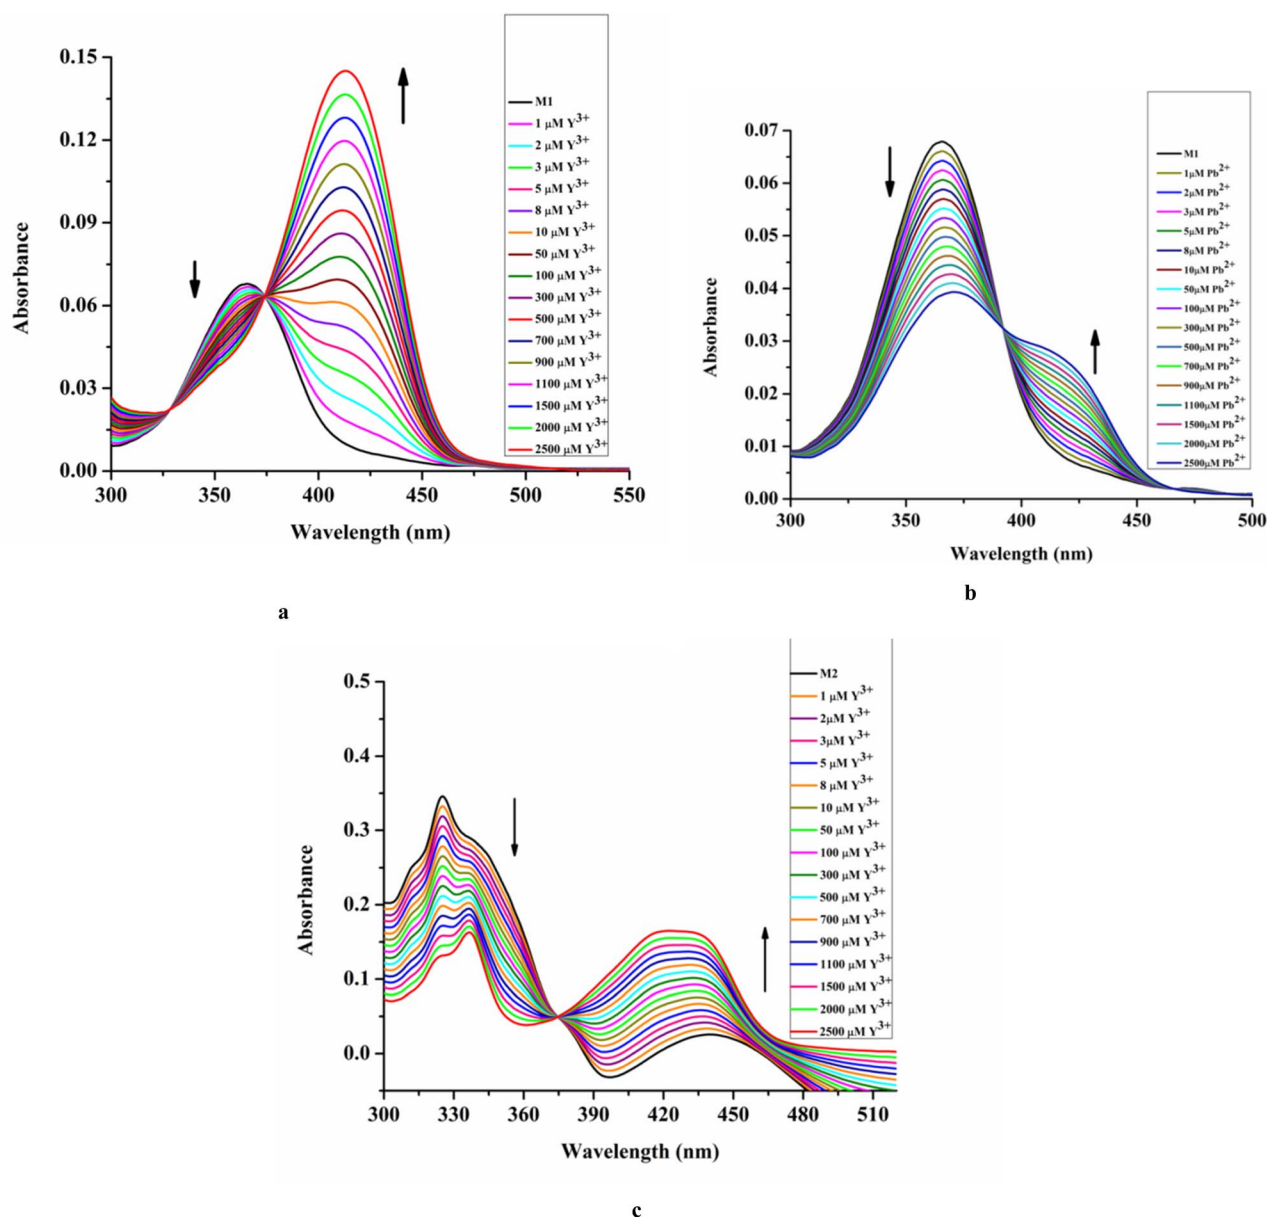 0.15
0.12
0.09
0.06
0.03
0.00
Absorbance
300 350 400 450 500 550
Wavelength (nm)
M1
1 µM Y3+
2 µM Y3+
3 µM Y3+
5 µM Y3+
8 µM Y3+
10 µM Y3+
50 µM Y3+
100 µM Y3+
300 µM Y3+
500 µM Y3+
700 µM Y3+
900 µM Y3+
1100 µM Y3+
1500 µM Y3+
2000 µM Y3+
2500 µM Y3+
a
0.07
0.06
0.05
0.04
0.03
0.02
0.01
0.00
Absorbance
300 350 400 450 500
Wavelength (nm)
M1
1µM Pb2+
2µM Pb2+
3µM Pb2+
5µM Pb2+
8µM Pb2+
10µM Pb2+
50µM Pb2+
100µM Pb2+
300µM Pb2+
500µM Pb2+
700µM Pb2+
900µM Pb2+
1100µM Pb2+
1500µM Pb2+
2000µM Pb2+
2500µM Pb2+
b
0.5
0.4
0.3
0.2
0.1
0.0
Absorbance
300 330 360 390 420 450 480 510
Wavelength (nm)
M2
1 µM Y3+
2µM Y3+
3µM Y3+
5 µM Y3+
8 µM Y3+
10 µM Y3+
50 µM Y3+
100 µM Y3+
300 µM Y3+
500 µM Y3+
700 µM Y3+
900 µM Y3+
1100 µM Y3+
1500 µM Y3+
2000 µM Y3+
2500 µM Y3+
c